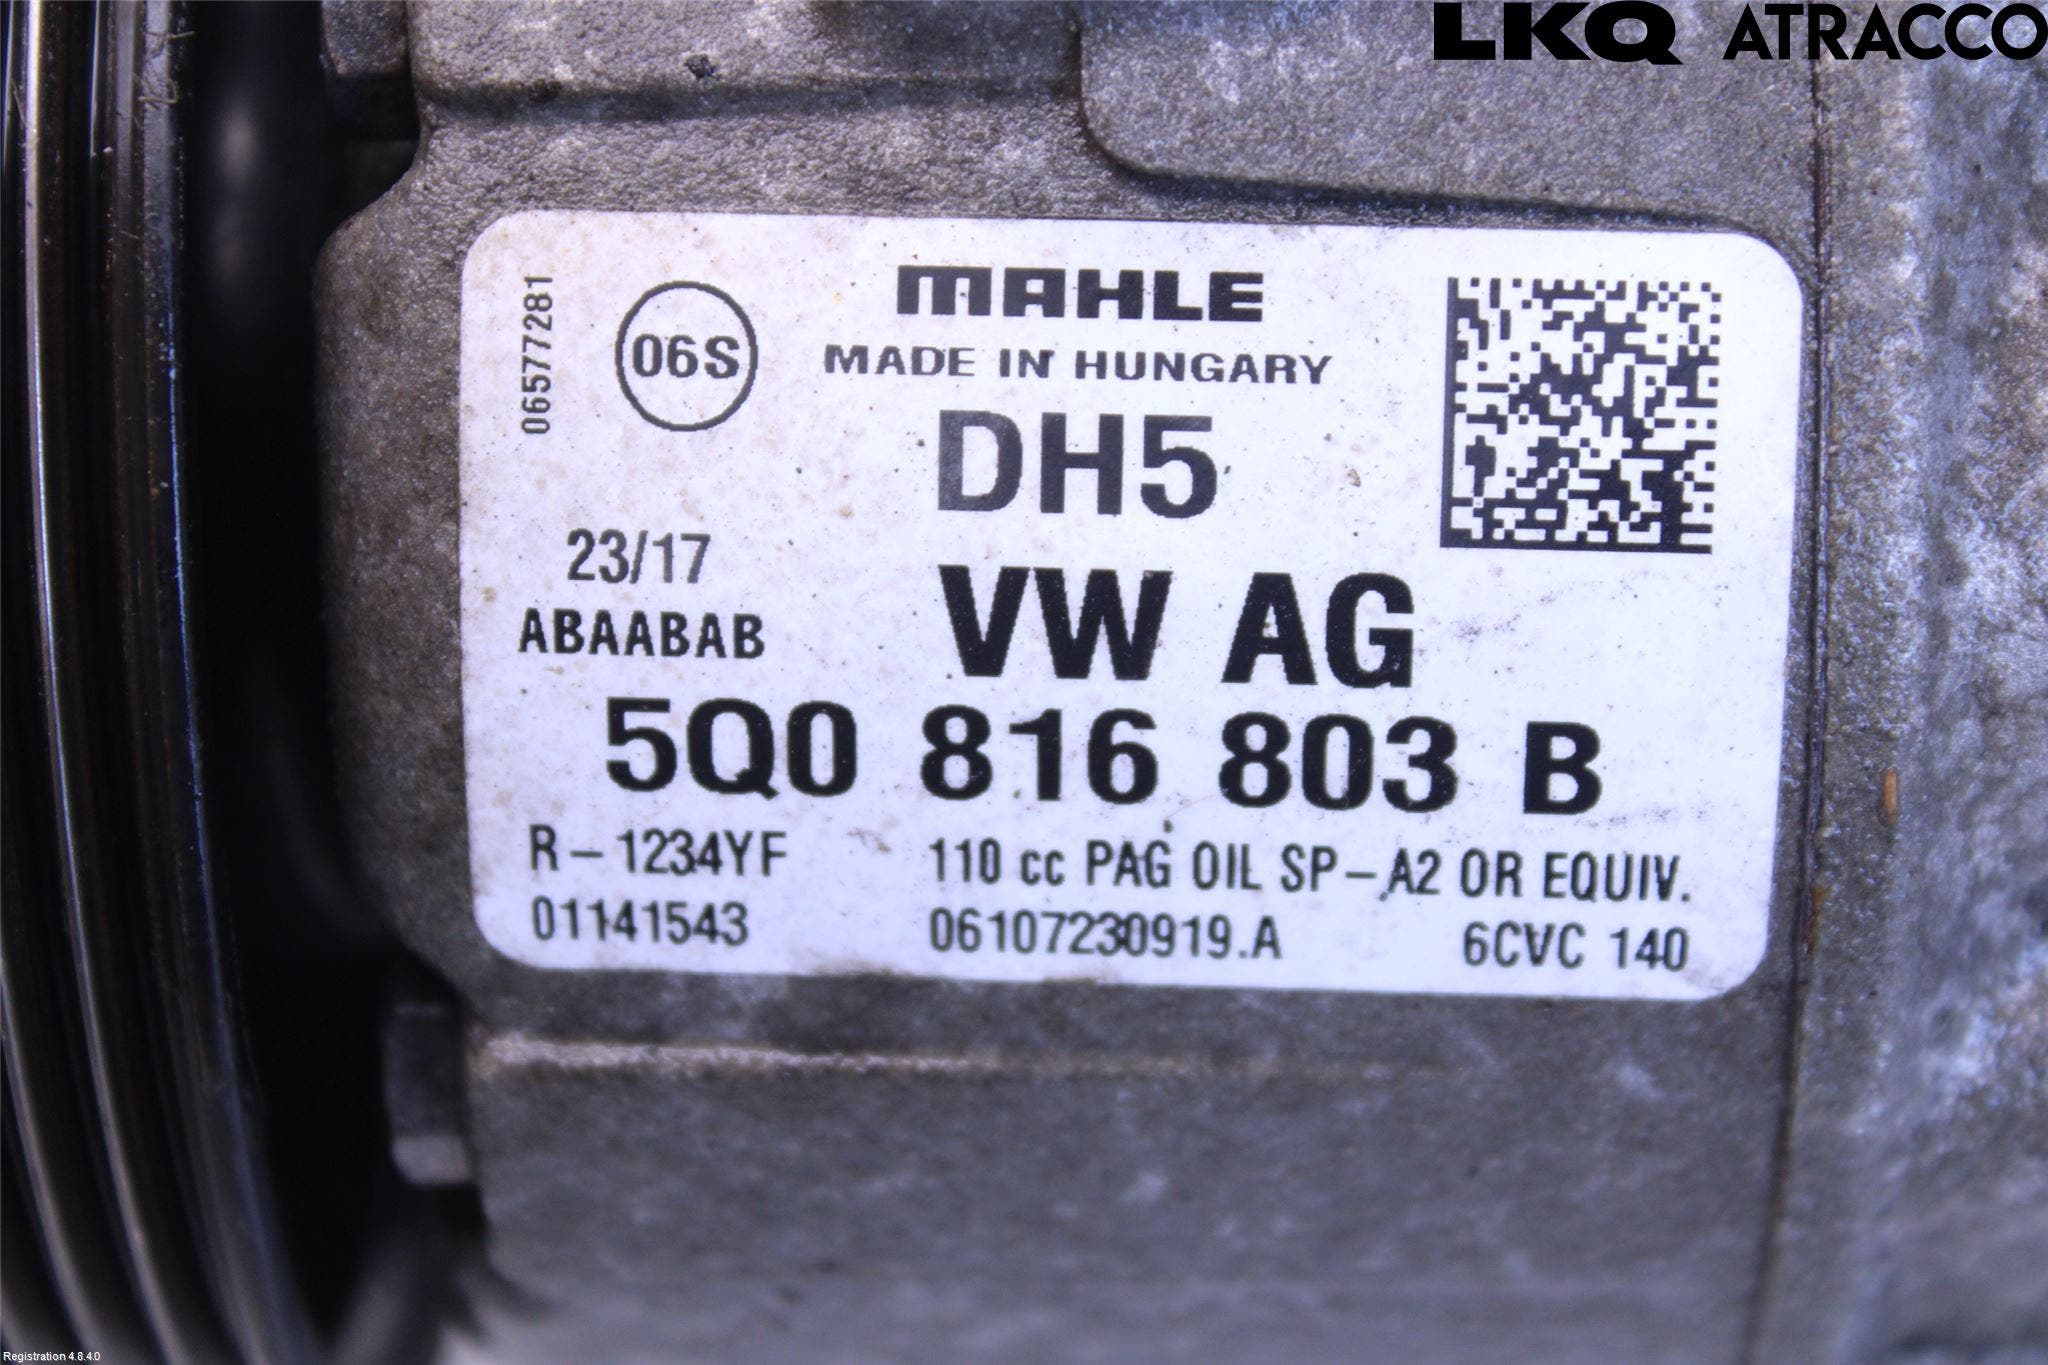 LKQ ATRACCO
06577281
06S
MAHLE
MADE IN HUNGARY
DH5
23/17
ABAABAB
VW AG
5Q0 816 803 B
R-1234YF
110 cc PAG OIL SP-A2 OR EQUIV.
01141543
06107230919.A
6CVC 140
Registration 4.8.4.0